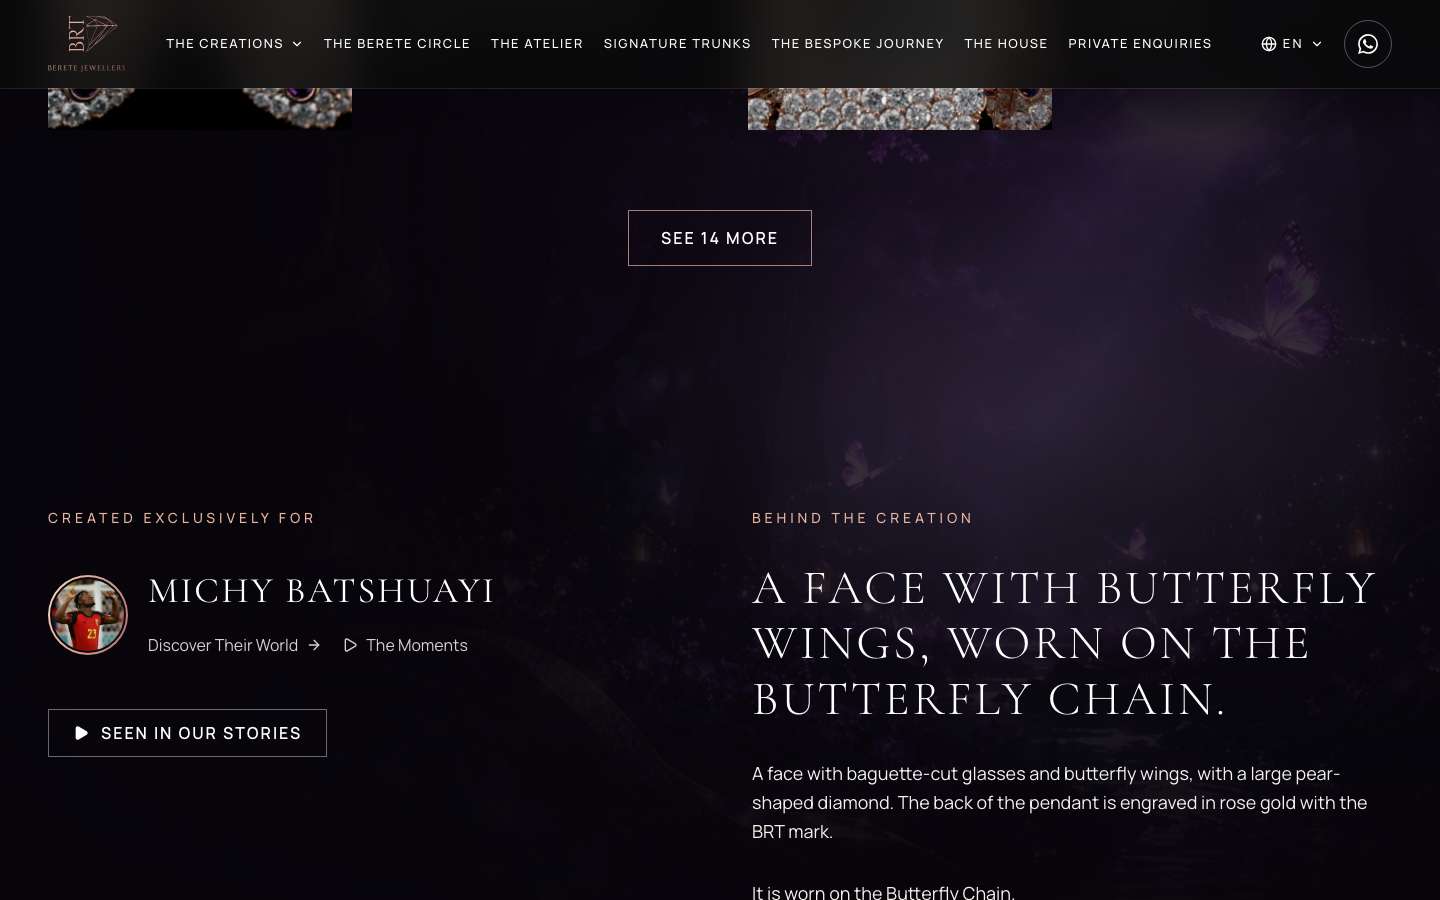 BRT
BERETE JEWELLERS
THE CREATIONS
THE BERETE CIRCLE
THE ATELIER
SIGNATURE TRUNKS
THE BESPOKE JOURNEY
THE HOUSE
PRIVATE ENQUIRIES
EN
SEE 14 MORE
CREATED EXCLUSIVELY FOR
MICHY BATSHUAYI
Discover Their World
The Moments
SEEN IN OUR STORIES
BEHIND THE CREATION
A FACE WITH BUTTERFLY
WINGS, WORN ON THE
BUTTERFLY CHAIN.
A face with baguette-cut glasses and butterfly wings, with a large pear-
shaped diamond. The back of the pendant is engraved in rose gold with the
BRT mark.
It is worn on the Butterfly Chain.
23